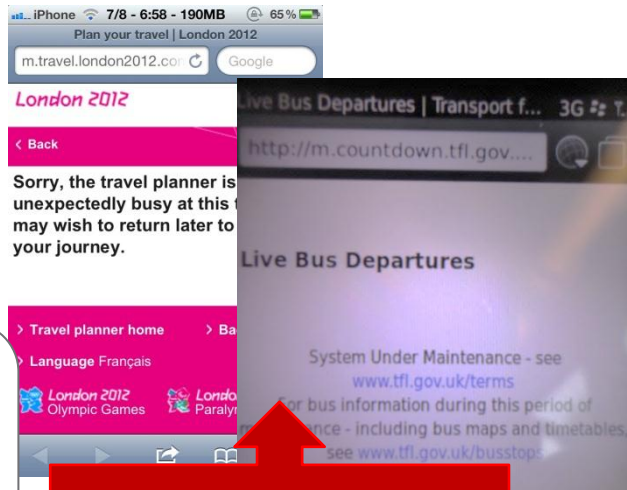 iPhone 7/8 - 6:58 - 190MB 65%
Plan your travel | London 2012
m.travel.london2012.com
Google
London 2012
< Back
Sorry, the travel planner is
unexpectedly busy at this
may wish to return later to
your journey.
> Travel planner home
> Language Français
London 2012
Olympic Games
Live Bus Departures | Transport f... 3G
http://m.countdown.tfl.gov....
Live Bus Departures
System Under Maintenance - see
www.tfl.gov.uk/terms
For bus information during this period of
- including bus maps and timetables,
see www.tfl.gov.uk/busstops